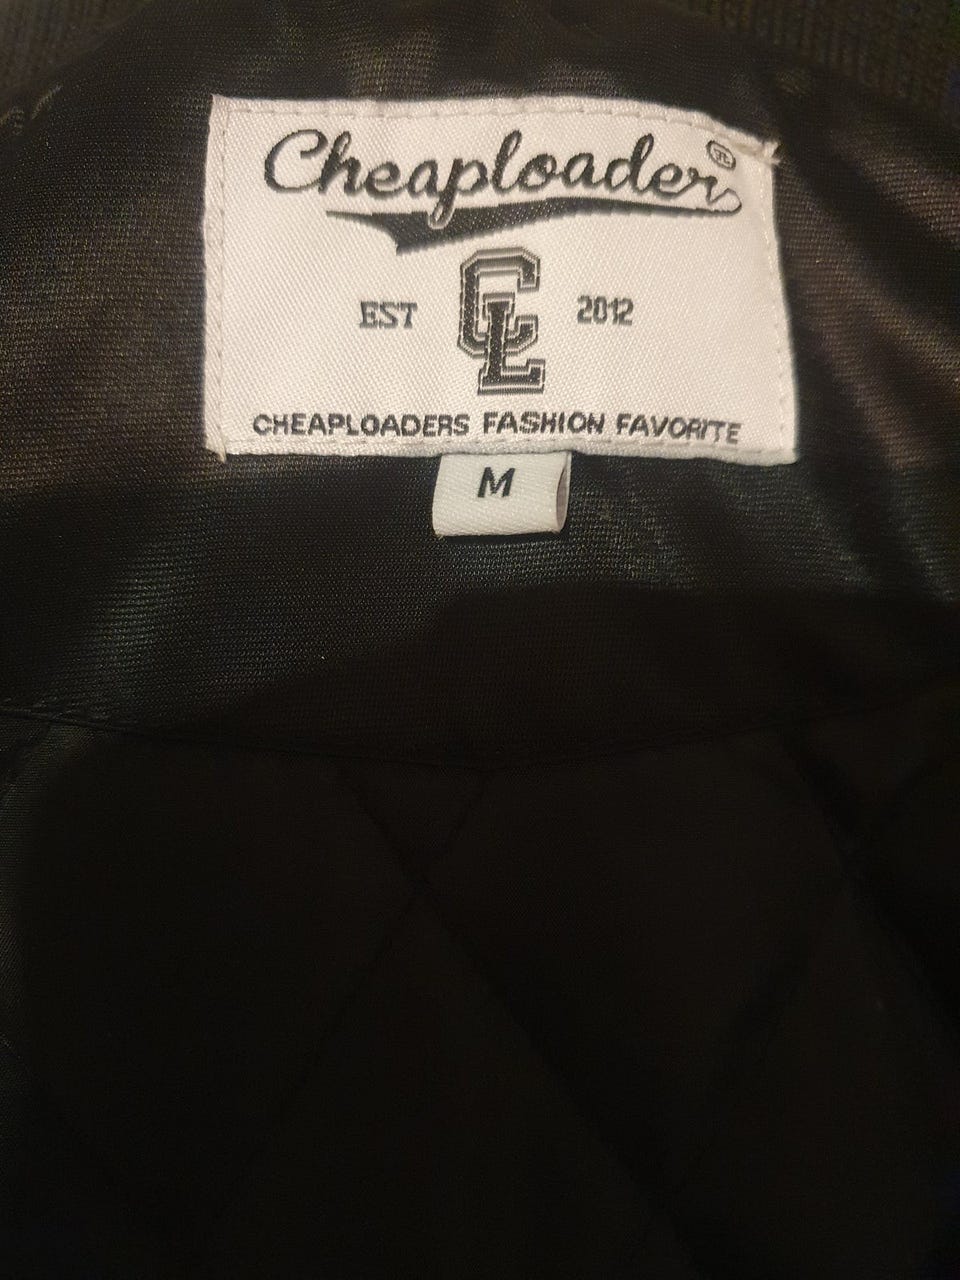 Cheaploader
EST CL 2012
CHEAPLOADERS FASHION FAVORITE
M